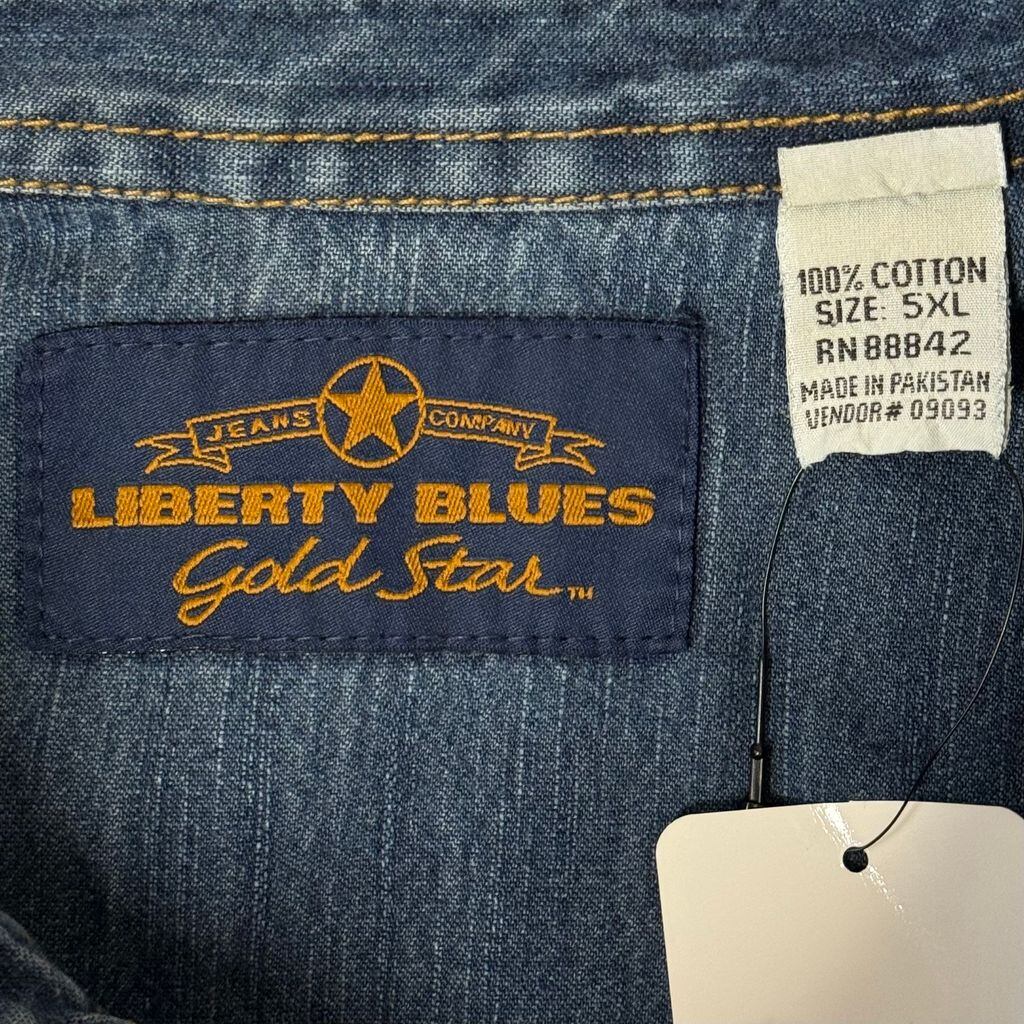 JEANS COMPANY
LIBERTY BLUES
Gold Star™
100% COTTON
SIZE: 5XL
RN 88842
MADE IN PAKISTAN
VENDOR# 09093